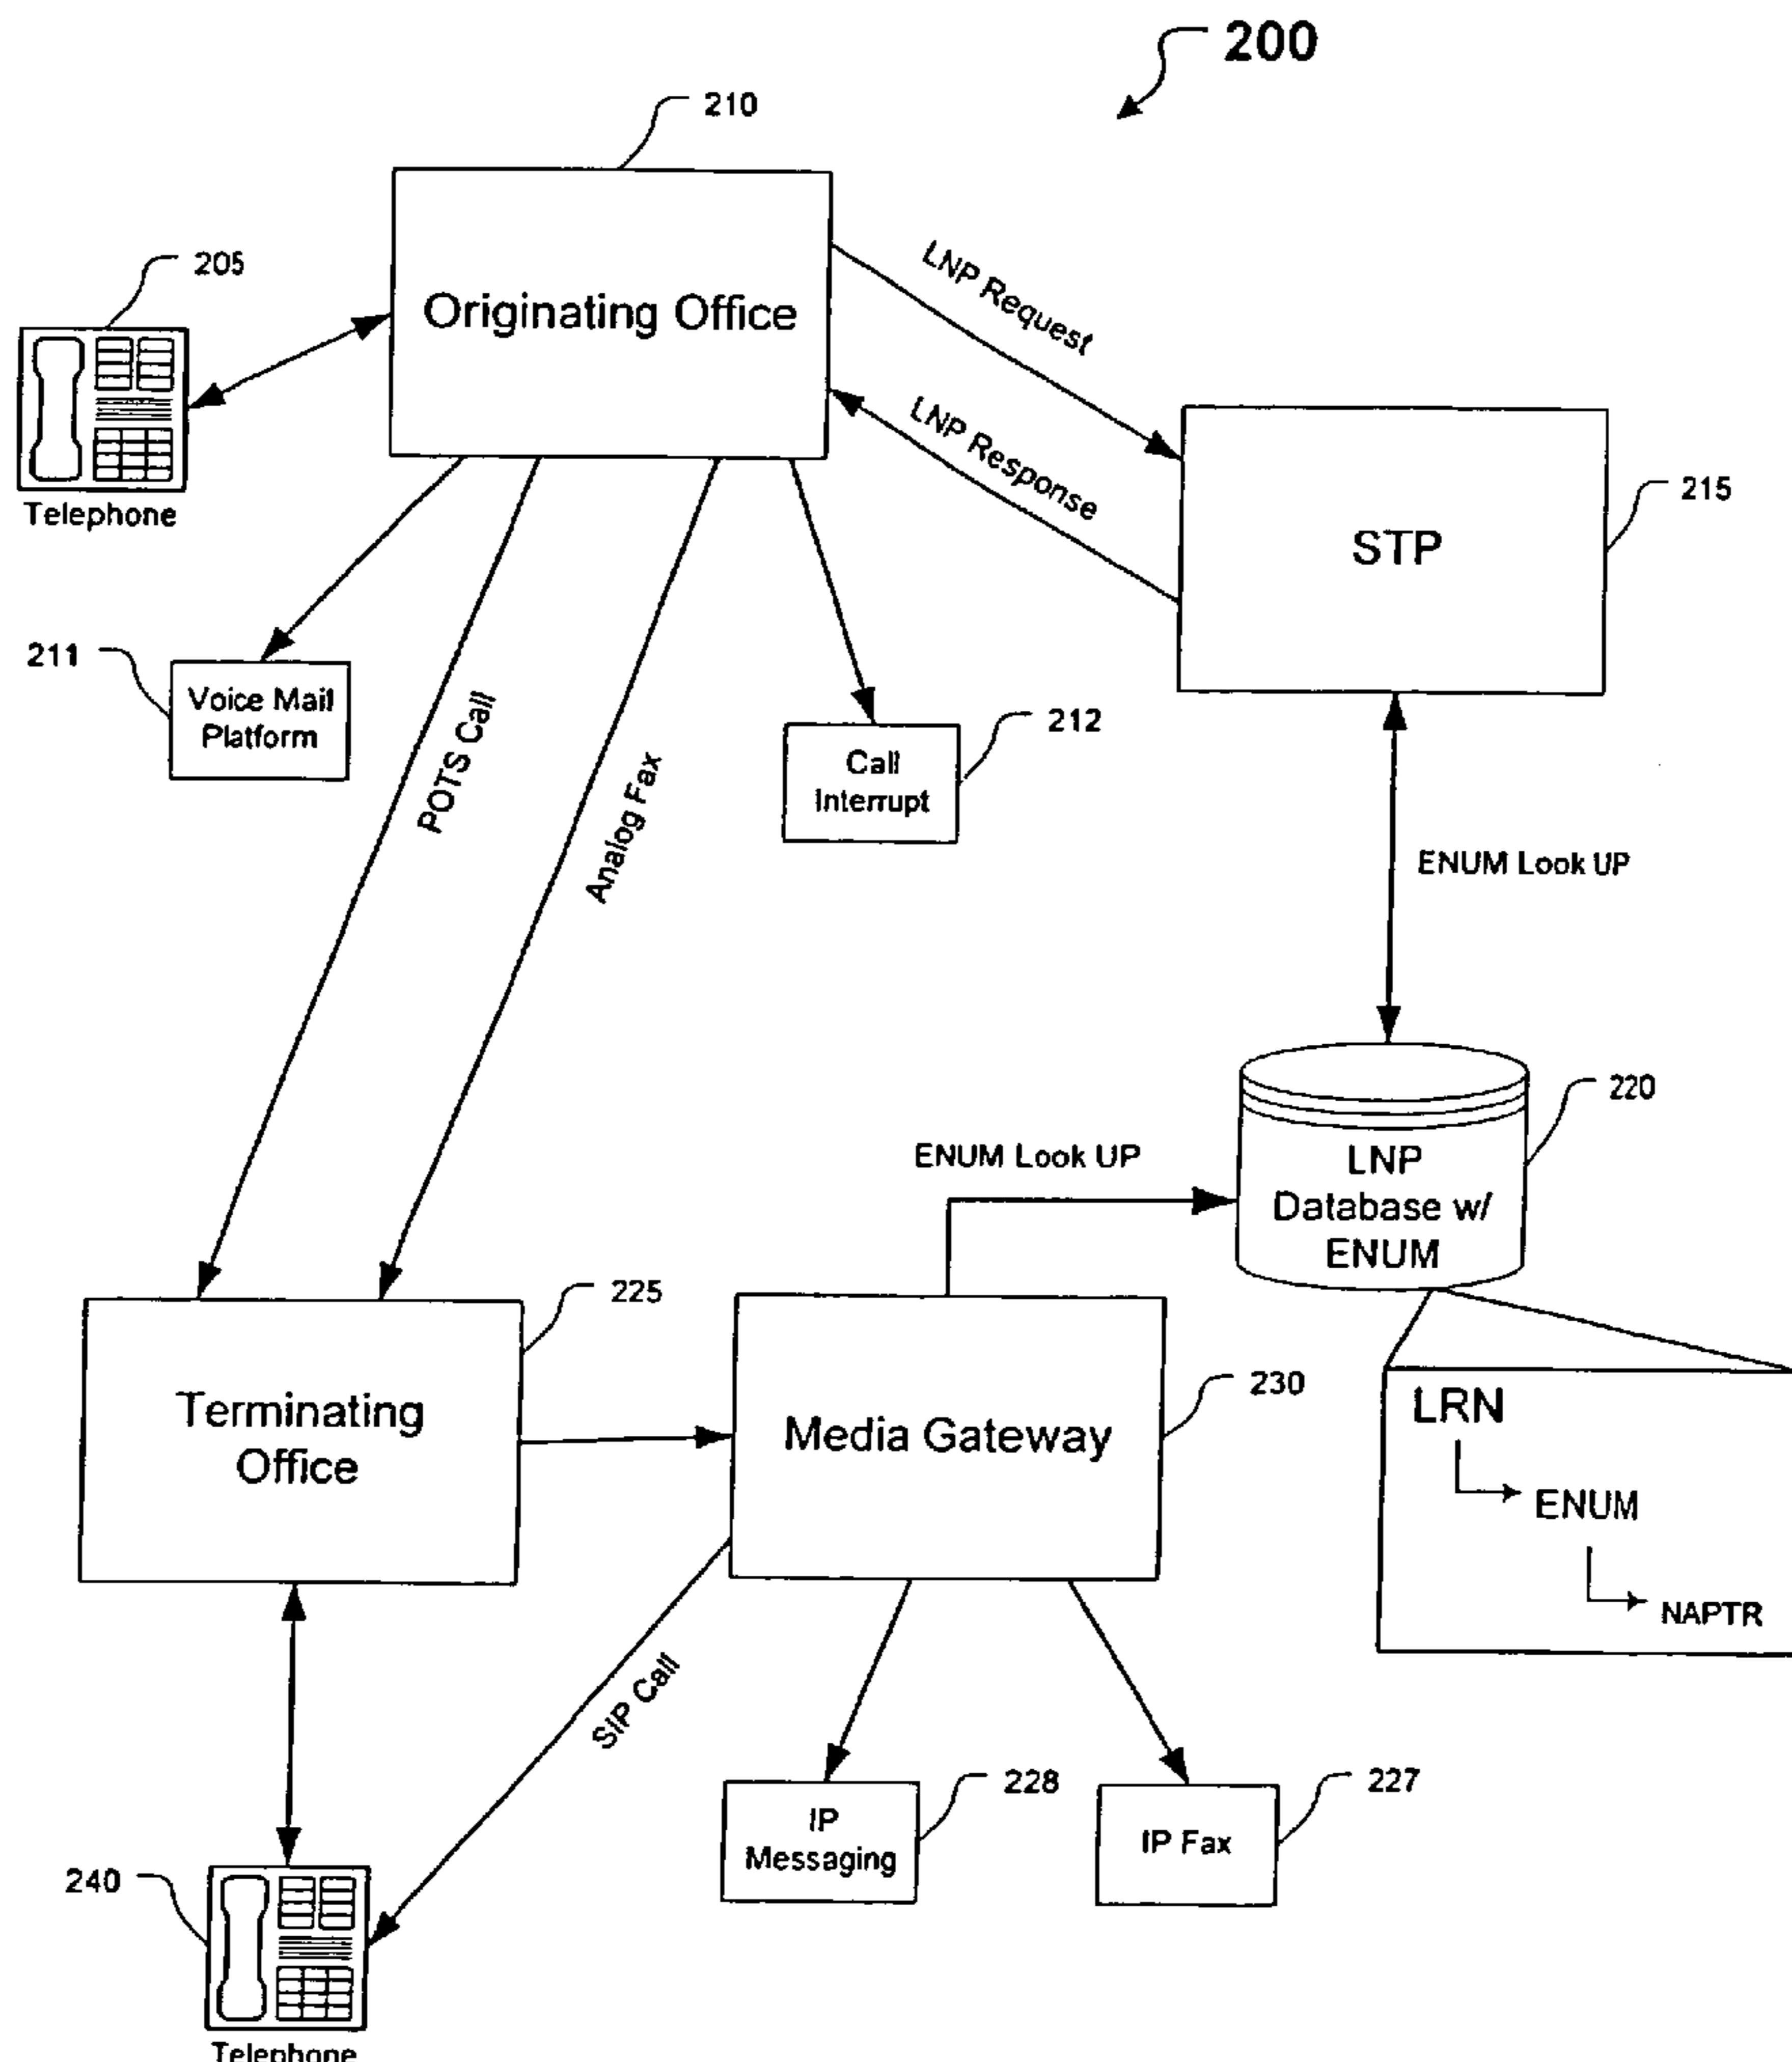 200
210
205
Originating Office
LNP Request
LNP Response
Telephone
215
STP
211
Voice Mail
Platform
POTS Call
Analog Fax
212
Call
Interrupt
ENUM Look UP
220
LNP
Database w/
ENUM
ENUM Look UP
225
Terminating
Office
230
Media Gateway
LRN
ENUM
NAPTR
SIP Call
228
IP
Messaging
227
IP Fax
240
Telephone